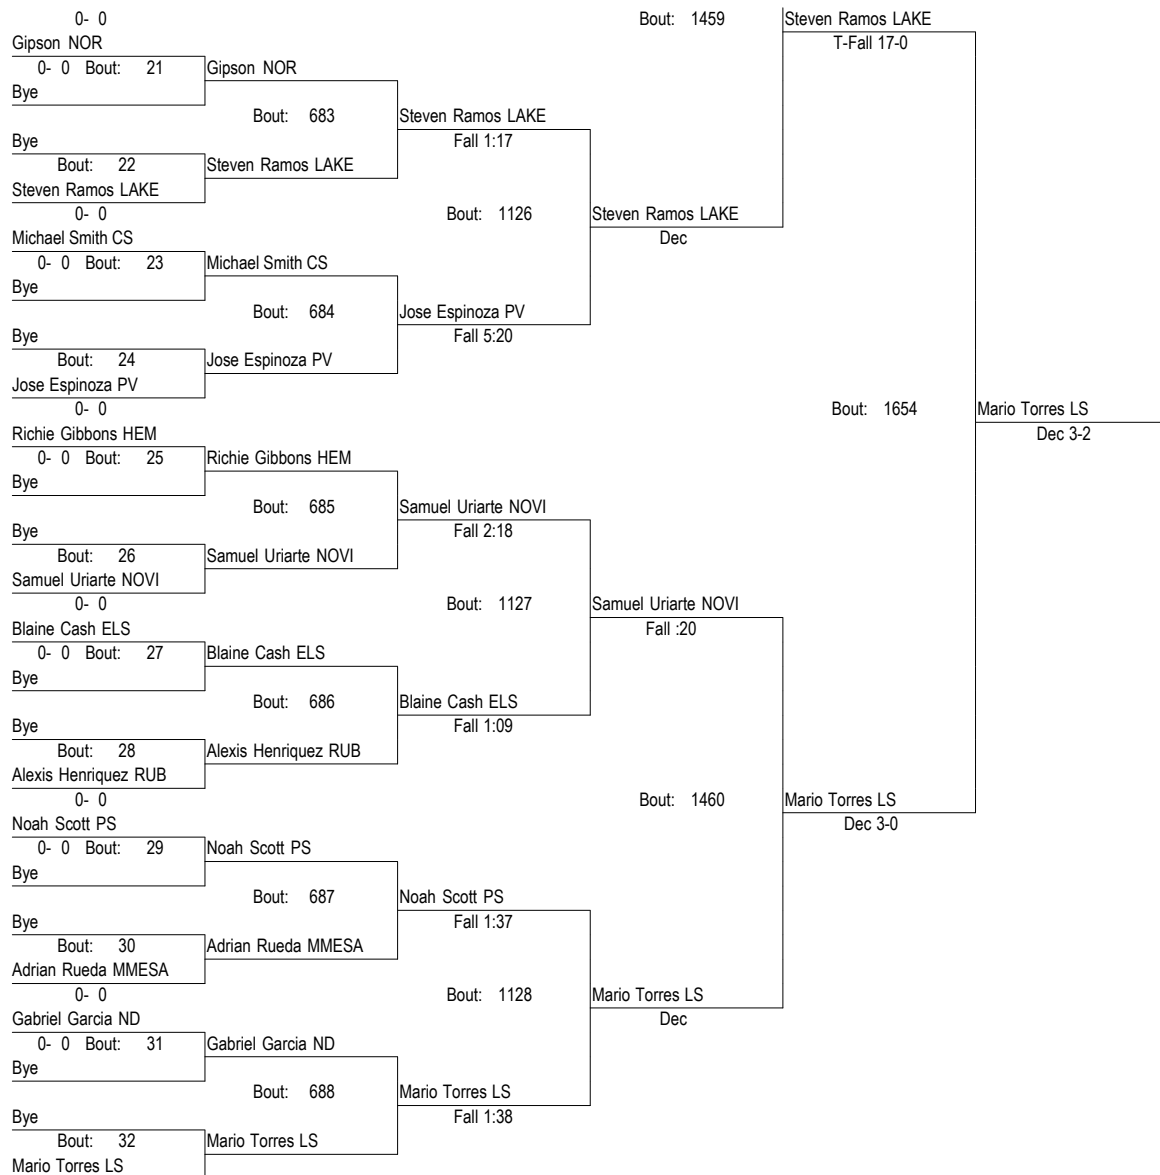 0- 0
Bout: 1459 Steven Ramos LAKE
Gipson NOR
T-Fall 17-0
0- 0 Bout: 21 Gipson NOR
Bye
Bout: 683 Steven Ramos LAKE
Bye
Fall 1:17
Bout: 22 Steven Ramos LAKE
Steven Ramos LAKE
0- 0
Bout: 1126 Steven Ramos LAKE
Michael Smith CS
Dec
0- 0 Bout: 23 Michael Smith CS
Bye
Bout: 684 Jose Espinoza PV
Bye
Fall 5:20
Bout: 24 Jose Espinoza PV
Jose Espinoza PV
0- 0
Bout: 1654 Mario Torres LS
Richie Gibbons HEM
Dec 3-2
0- 0 Bout: 25 Richie Gibbons HEM
Bye
Bout: 685 Samuel Uriarte NOVI
Bye
Fall 2:18
Bout: 26 Samuel Uriarte NOVI
Samuel Uriarte NOVI
0- 0
Bout: 1127 Samuel Uriarte NOVI
Blaine Cash ELS
Fall :20
0- 0 Bout: 27 Blaine Cash ELS
Bye
Bout: 686 Blaine Cash ELS
Bye
Fall 1:09
Bout: 28 Alexis Henriquez RUB
Alexis Henriquez RUB
0- 0
Bout: 1460 Mario Torres LS
Noah Scott PS
Dec 3-0
0- 0 Bout: 29 Noah Scott PS
Bye
Bout: 687 Noah Scott PS
Bye
Fall 1:37
Bout: 30 Adrian Rueda MMESA
Adrian Rueda MMESA
0- 0
Bout: 1128 Mario Torres LS
Gabriel Garcia ND
Dec
0- 0 Bout: 31 Gabriel Garcia ND
Bye
Bout: 688 Mario Torres LS
Bye
Fall 1:38
Bout: 32 Mario Torres LS
Mario Torres LS